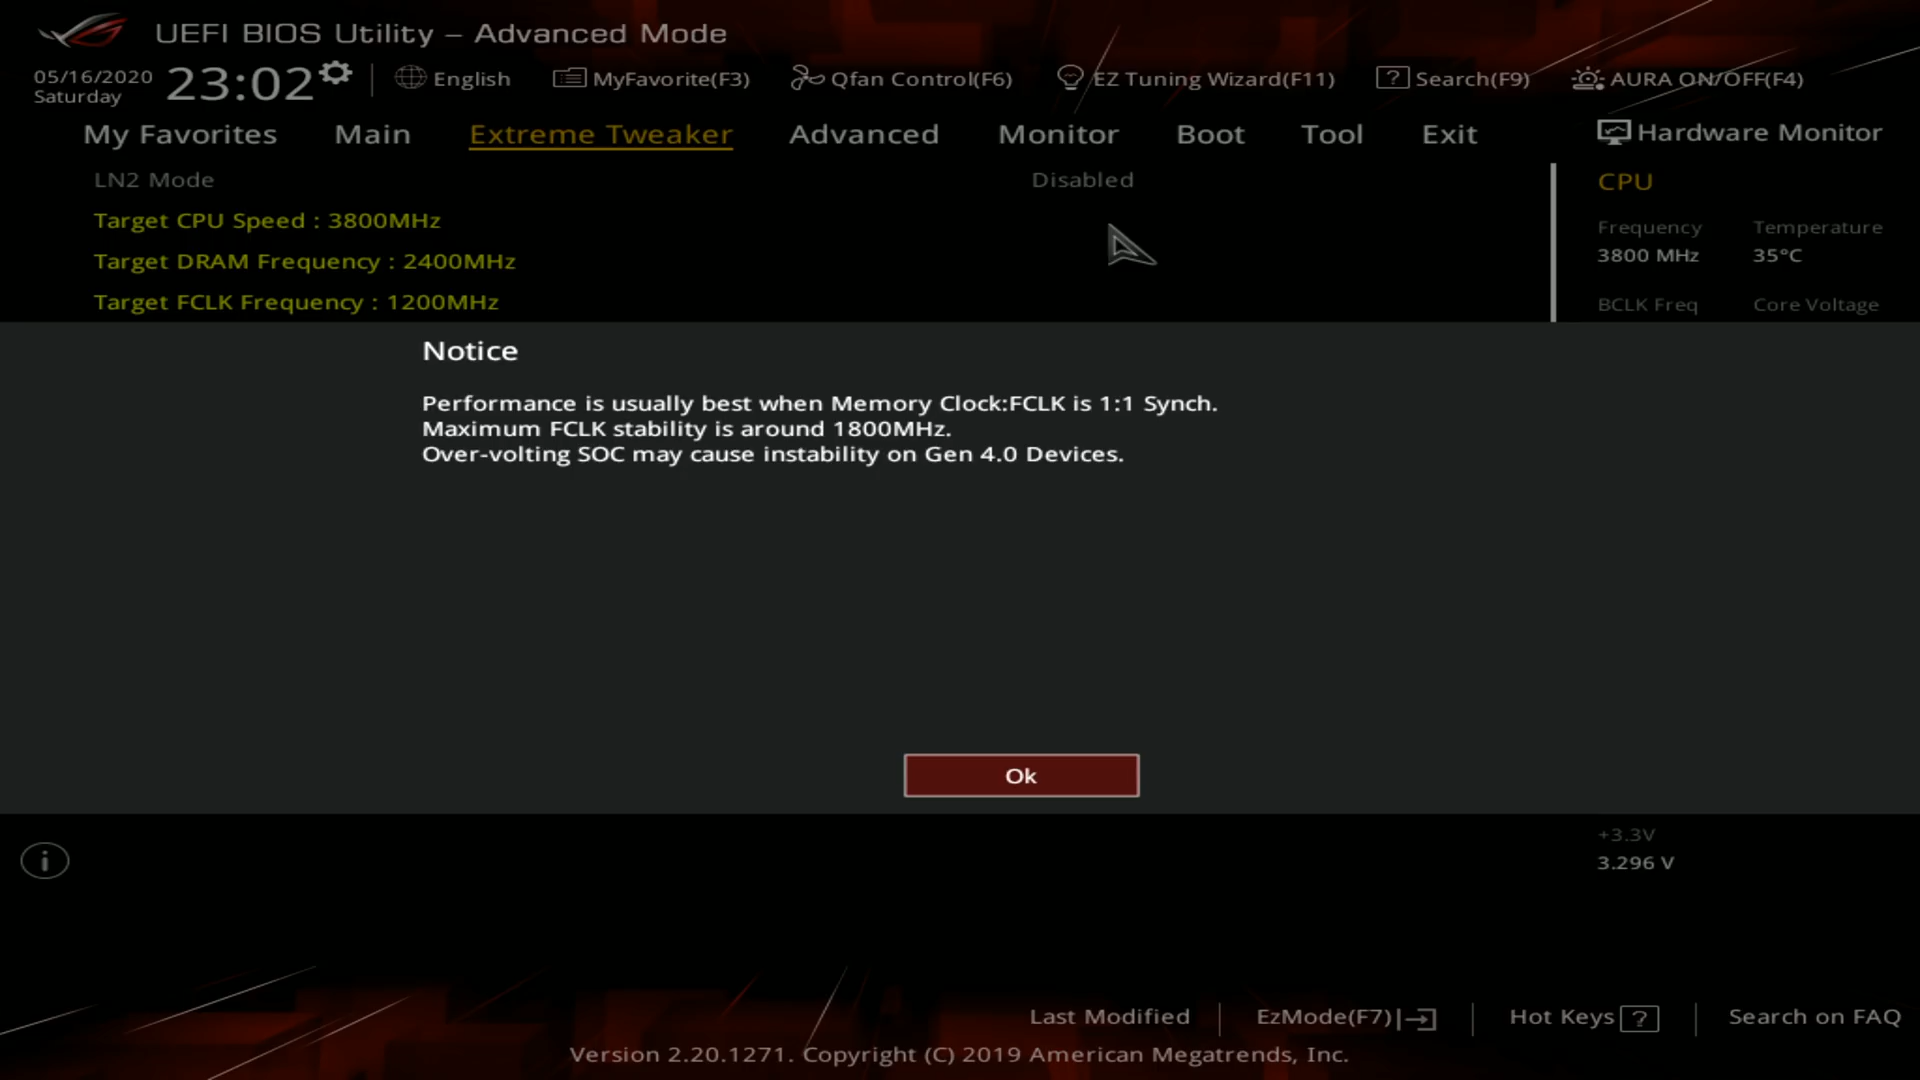 UEFI BIOS Utility – Advanced Mode
05/16/2020
Saturday
23:02
English
MyFavorite(F3)
Qfan Control(F6)
EZ Tuning Wizard(F11)
? Search(F9)
AURA ON/OFF(F4)
My Favorites Main Extreme Tweaker Advanced Monitor Boot Tool Exit
Hardware Monitor
LN2 Mode Disabled
Target CPU Speed : 3800MHz
Target DRAM Frequency : 2400MHz
Target FCLK Frequency : 1200MHz
CPU
Frequency Temperature
3800 MHz 35°C
BCLK Freq Core Voltage
Notice
Performance is usually best when Memory Clock:FCLK is 1:1 Synch.
Maximum FCLK stability is around 1800MHz.
Over-volting SOC may cause instability on Gen 4.0 Devices.
Ok
+3.3V
3.296 V
i
Last Modified
EzMode(F7)
Hot Keys ?
Search on FAQ
Version 2.20.1271. Copyright (C) 2019 American Megatrends, Inc.